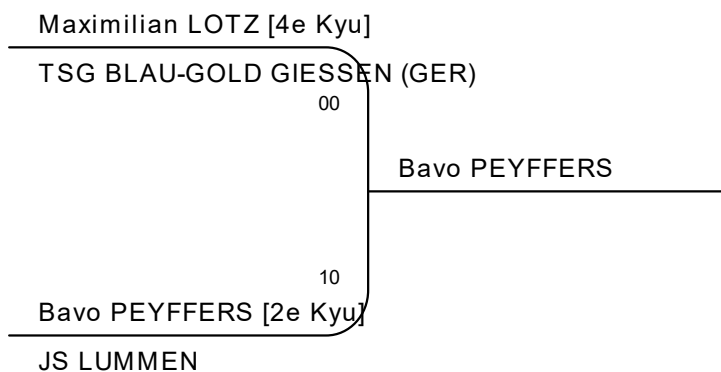 Maximilian LOTZ [4e Kyu]
TSG BLAU-GOLD GIESSEN (GER)
00
Bavo PEYFFERS
10
Bavo PEYFFERS [2e Kyu]
JS LUMMEN